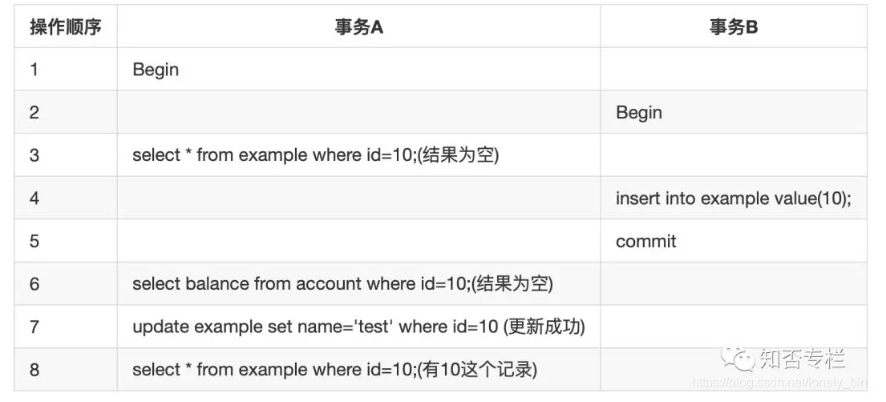 操作顺序 事务A 事务B
1 Begin
2 Begin
3 select * from example where id=10;(结果为空)
4 insert into example value(10);
5 commit
6 select balance from account where id=10;(结果为空)
7 update example set name='test' where id=10 (更新成功)
8 select * from example where id=10;(有10这个记录)
知否专栏
https://blog.csdn.net/lonely_bin